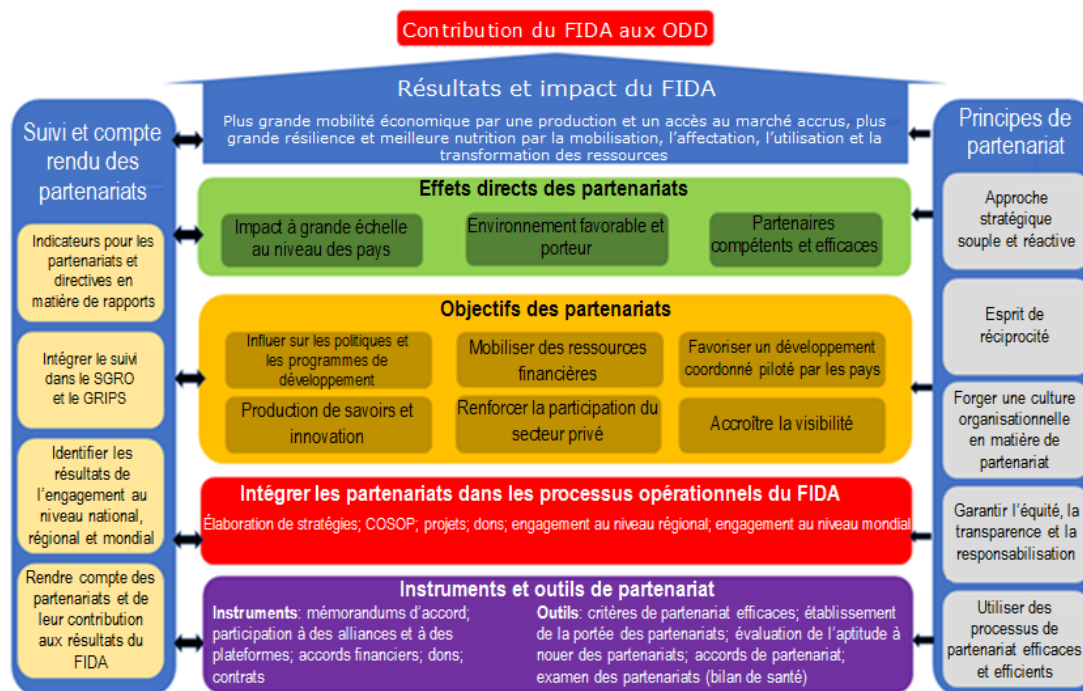 Contribution du FIDA aux ODD
Résultats et impact du FIDA
Plus grande mobilité économique par une production et un accès au marché accrus, plus
grande résilience et meilleure nutrition par la mobilisation, l'affectation, l'utilisation et la
transformation des ressources
Suivi et compte
rendu des
partenariats
Indicateurs pour les
partenariats et
directives en
matière de rapports
Intégrer le suivi
dans le SGRO
et le GRIPS
Identifier les
résultats de
l'engagement au
niveau national,
régional et mondial
Rendre compte des
partenariats et de
leur contribution
aux résultats du
FIDA
Effets directs des partenariats
Impact à grande échelle
au niveau des pays
Environnement favorable et
porteur
Partenaires
compétents et efficaces
Objectifs des partenariats
Influer sur les politiques et
les programmes de
développement
Mobiliser des ressources
financières
Favoriser un développement
coordonné piloté par les pays
Production de savoirs et
innovation
Renforcer la participation du
secteur privé
Accroître la visibilité
Intégrer les partenariats dans les processus opérationnels du FIDA
Élaboration de stratégies; COSOP; projets; dons; engagement au niveau régional; engagement au niveau mondial
Instruments et outils de partenariat
Instruments: mémorandums d'accord;
participation à des alliances et à des
plateformes; accords financiers; dons;
contrats
Outils: critères de partenariat efficaces; établissement
de la portée des partenariats; évaluation de l'aptitude à
nouer des partenariats; accords de partenariat;
examen des partenariats (bilan de santé)
Principes de
partenariat
Approche
stratégique
souple et réactive
Esprit de
réciprocité
Forger une culture
organisationnelle
en matière de
partenariat
Garantir l'équité, la
transparence et la
responsabilisation
Utiliser des
processus de
partenariat efficaces
et efficients